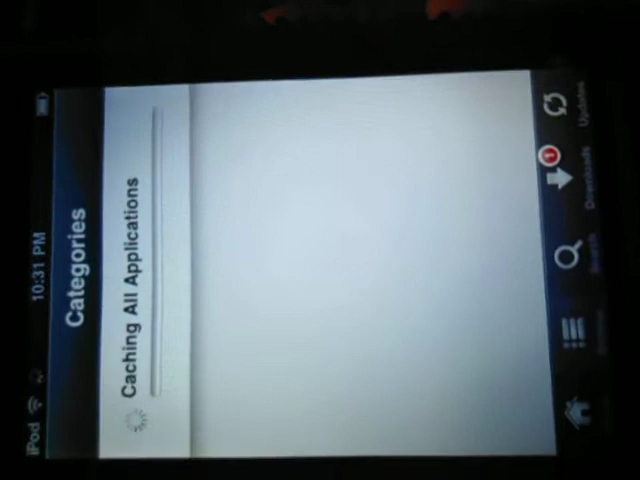 iPod 10:31 PM
Categories
Caching All Applications
1
Search
Downloads
Updates